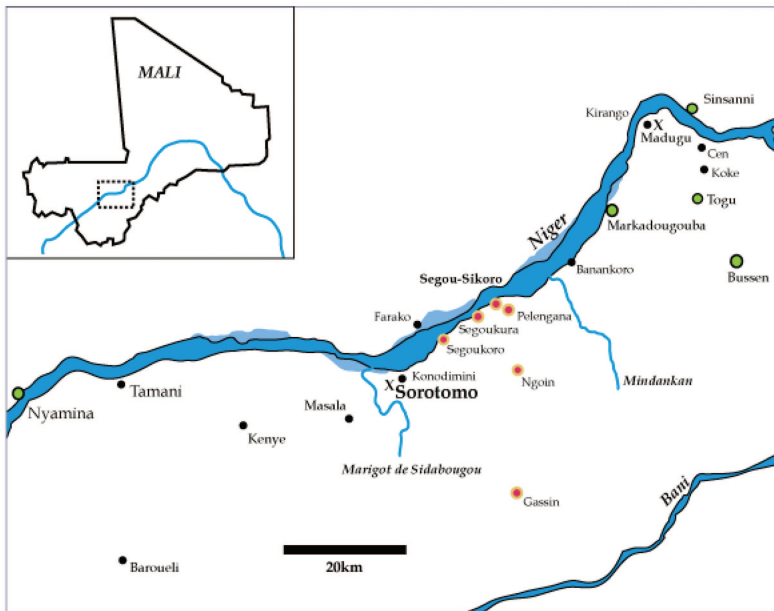 MALI
Sinsanni
Kirango
X
Madugu
Cen
Koke
Togu
Markadougouba
Niger
Bussen
Banankoro
Segou-Sikoro
Farako
Pelengana
Segoukura
Segoukoro
Mindankan
Ngoin
Konodimini
X
Sorotomo
Tamani
Nyamina
Masala
Kenye
Marigot de Sidabougou
Bani
Gassin
Baroueli
20km